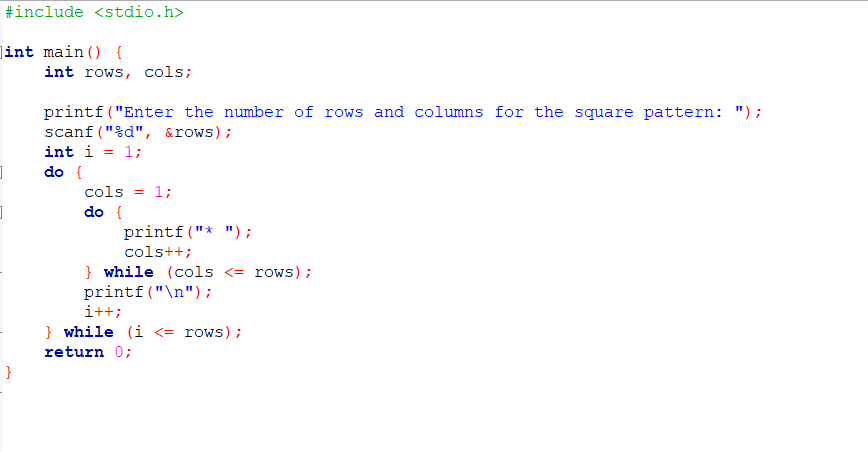 #include <stdio.h>
int main() {
    int rows, cols;
    printf("Enter the number of rows and columns for the square pattern: ");
    scanf("%d", &rows);
    int i = 1;
    do {
        cols = 1;
        do {
            printf("* ");
            cols++;
        } while (cols <= rows);
        printf("\n");
        i++;
    } while (i <= rows);
    return 0;
}